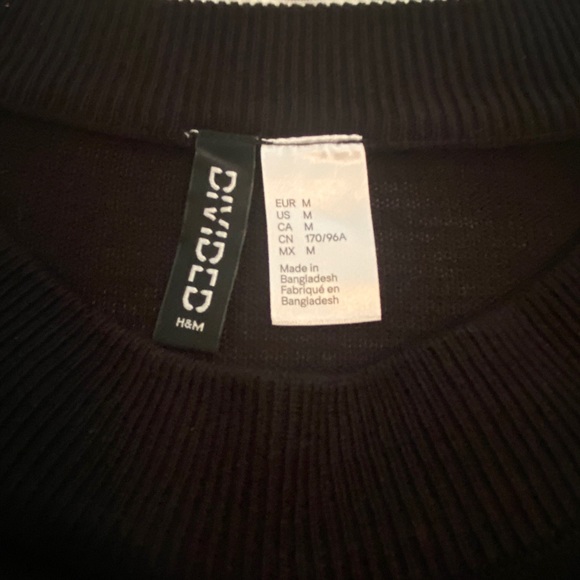 DIVIDED
H&M
EUR M
US M
CA M
CN 170/96A
MX M
Made in
Bangladesh
Fabriqué en
Bangladesh